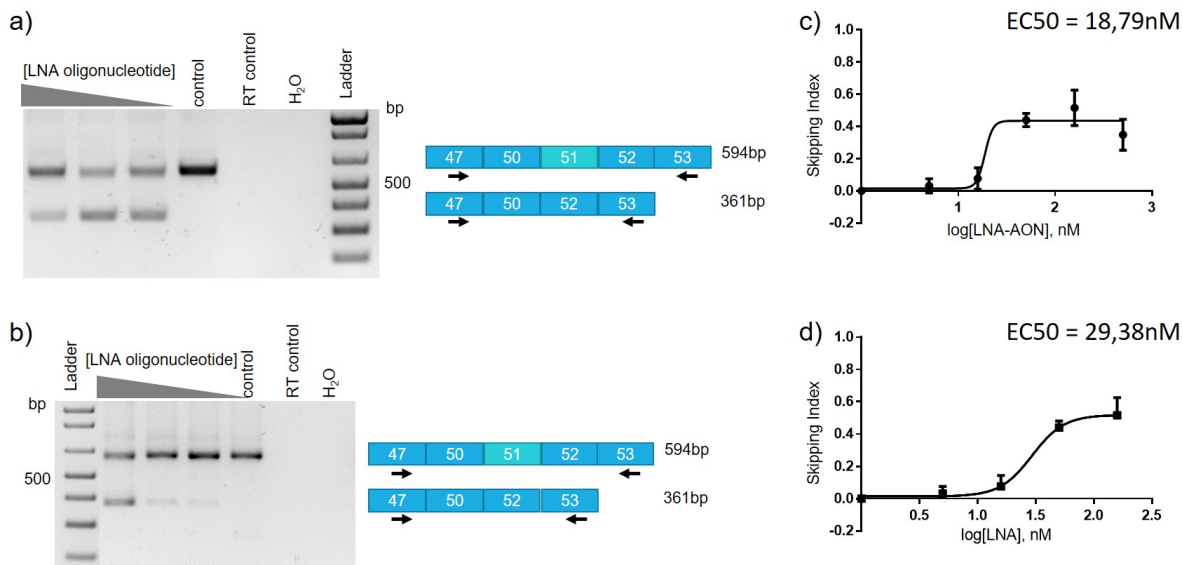 a)
[LNA oligonucleotide]
control
RT control
H₂O
Ladder
bp
500
47 50 51 52 53 594bp
47 50 52 53 361bp
b)
Ladder
[LNA oligonucleotide]
control
RT control
H₂O
bp
500
47 50 51 52 53 594bp
47 50 52 53 361bp
c)
EC50 = 18,79nM
Skipping Index
1.0
0.8
0.6
0.4
0.2
0.0
-0.2
1 2 3
log[LNA-AON], nM
d)
EC50 = 29,38nM
Skipping Index
1.0
0.8
0.6
0.4
0.2
0.0
-0.2
0.5 1.0 1.5 2.0 2.5
log[LNA], nM